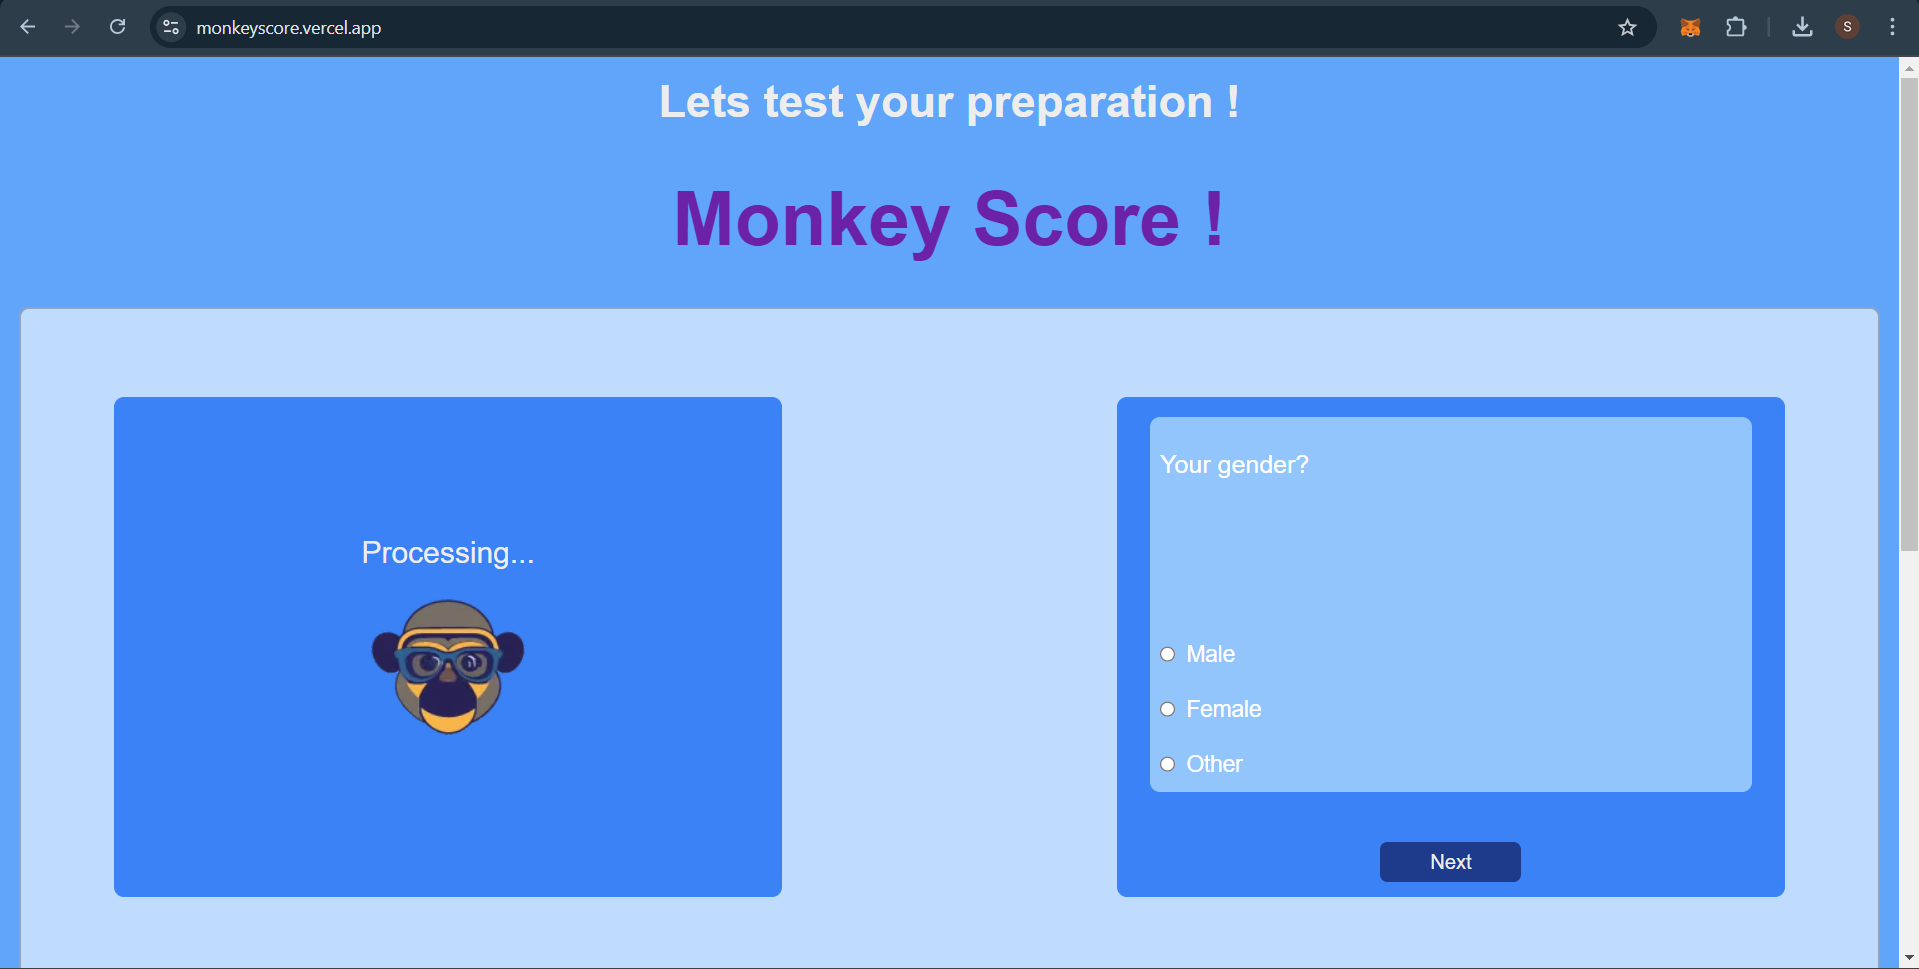 monkeyscore.vercel.app
S
Lets test your preparation !
Monkey Score !
Processing...
Your gender?
Male
Female
Other
Next